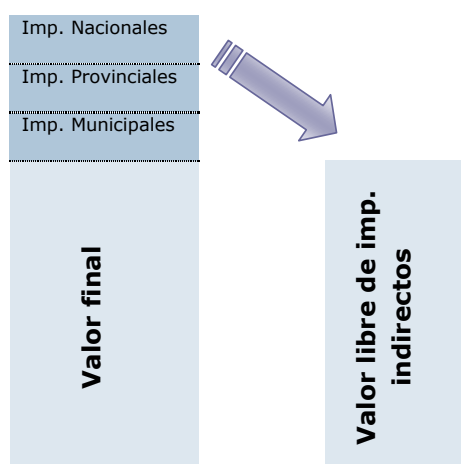 Imp. Nacionales
Imp. Provinciales
Imp. Municipales
Valor final
Valor libre de imp.
indirectos